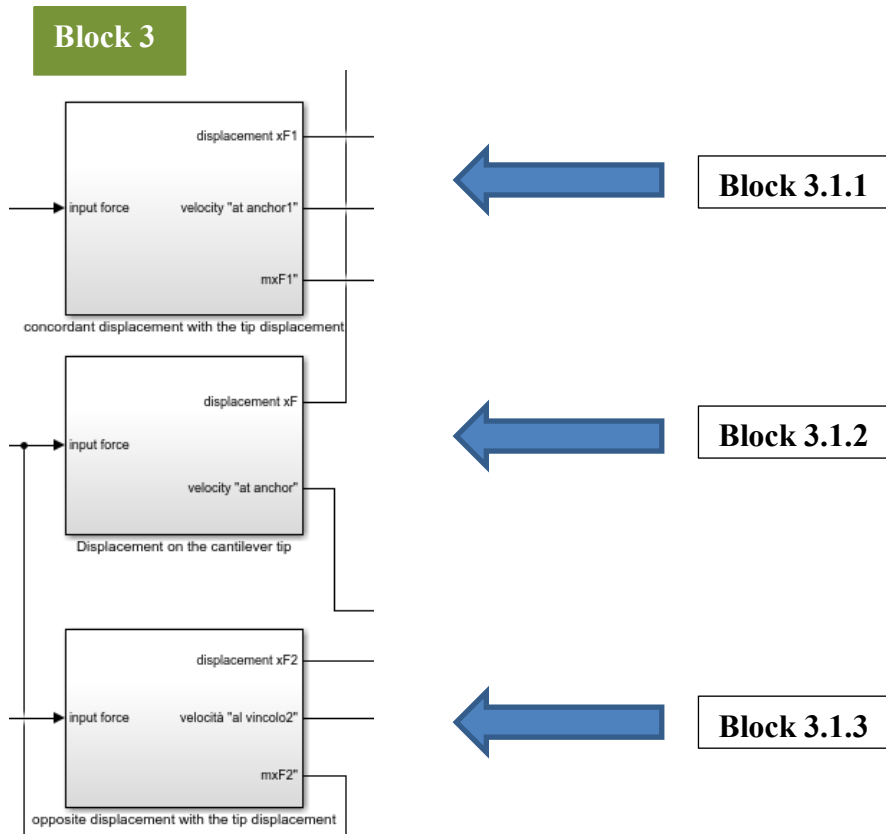 Block 3
displacement xF1
input force
velocity "at anchor1"
mxF1"
concordant displacement with the tip displacement
Block 3.1.1
displacement xF
input force
velocity "at anchor"
Displacement on the cantilever tip
Block 3.1.2
displacement xF2
input force
velocità "al vincolo2"
mxF2"
opposite displacement with the tip displacement
Block 3.1.3